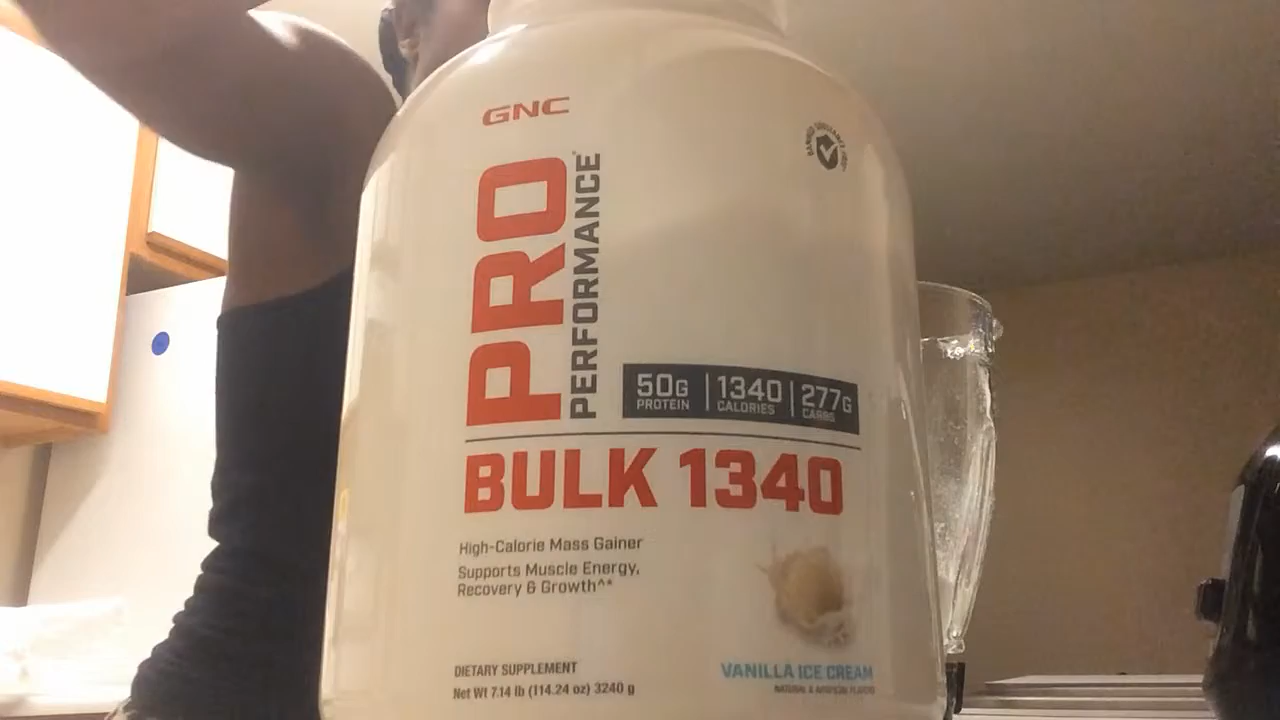 GNC
PRO
PERFORMANCE
50G PROTEIN
1340 CALORIES
277G CARBS
BULK 1340
High-Calorie Mass Gainer
Supports Muscle Energy,
Recovery & Growth^*
DIETARY SUPPLEMENT
Net Wt 7.14 lb (114.24 oz) 3240 g
VANILLA ICE CREAM
NATURAL & ARTIFICIAL FLAVOR